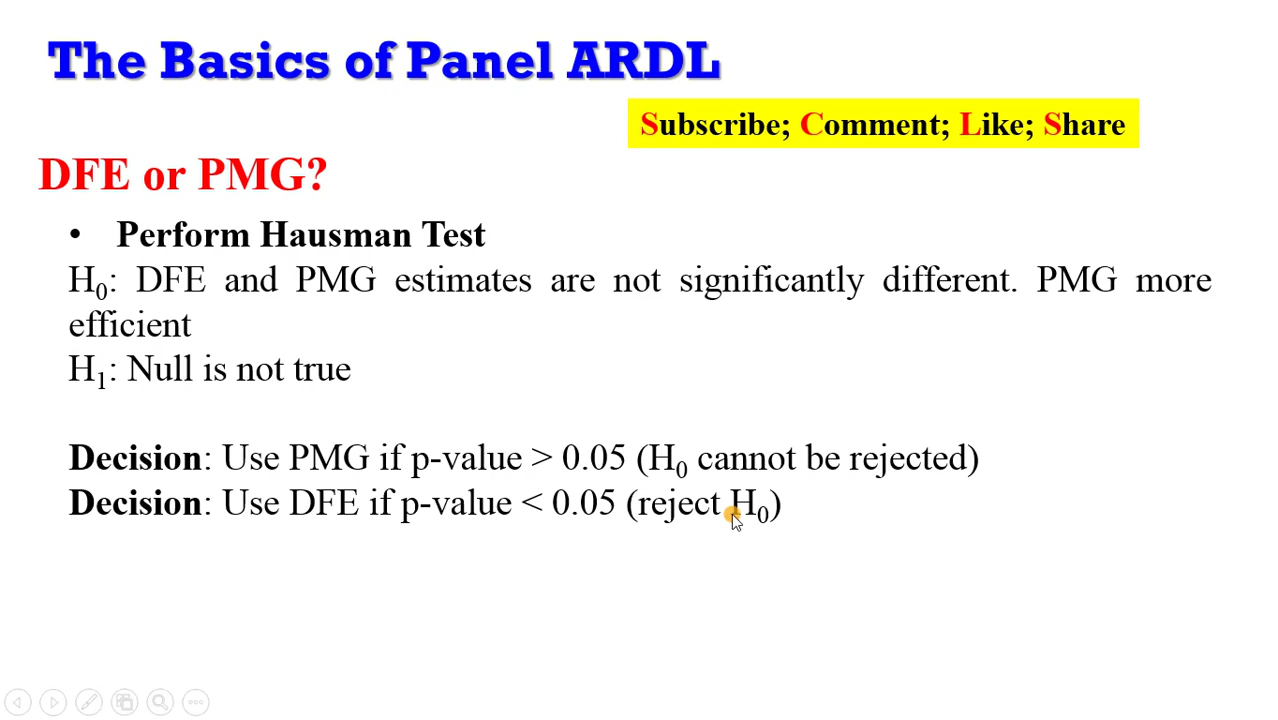 The Basics of Panel ARDL
Subscribe; Comment; Like; Share
DFE or PMG?
• Perform Hausman Test
H₀: DFE and PMG estimates are not significantly different. PMG more
efficient
H₁: Null is not true
Decision: Use PMG if p-value > 0.05 (H₀ cannot be rejected)
Decision: Use DFE if p-value < 0.05 (reject H₀)